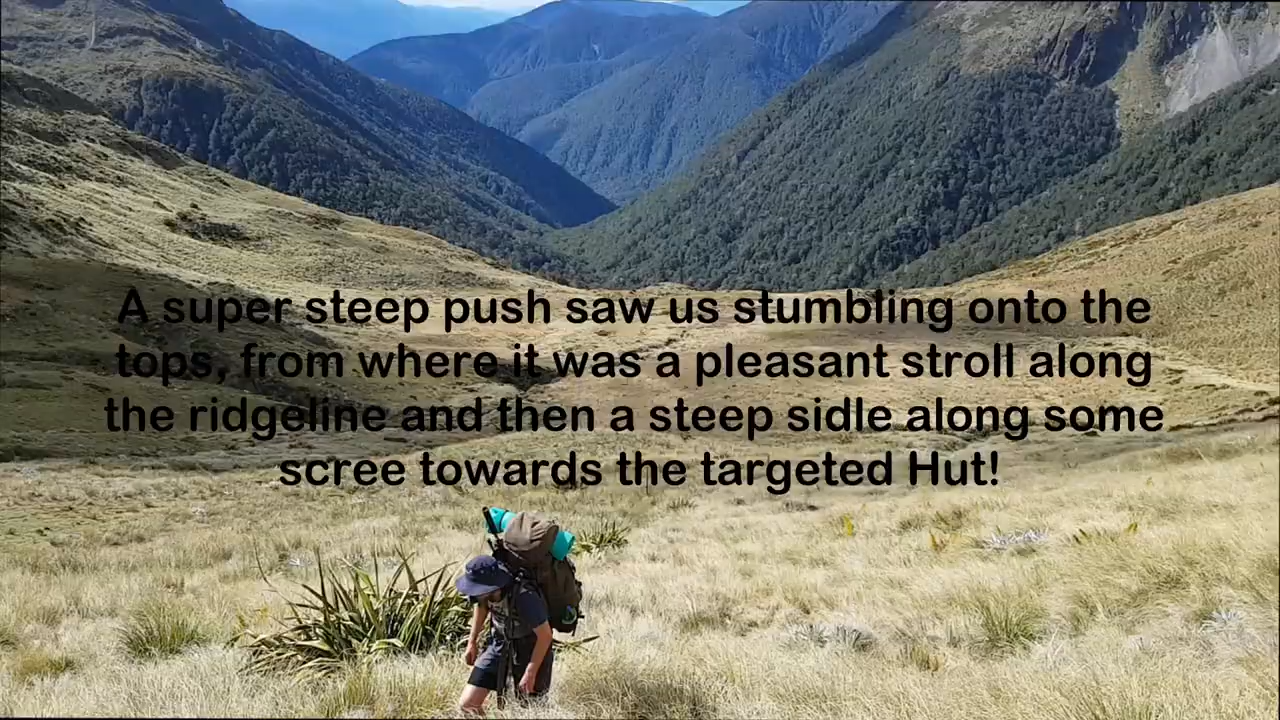 A super steep push saw us stumbling onto the
tops, from where it was a pleasant stroll along
the ridgeline and then a steep sidle along some
scree towards the targeted Hut!